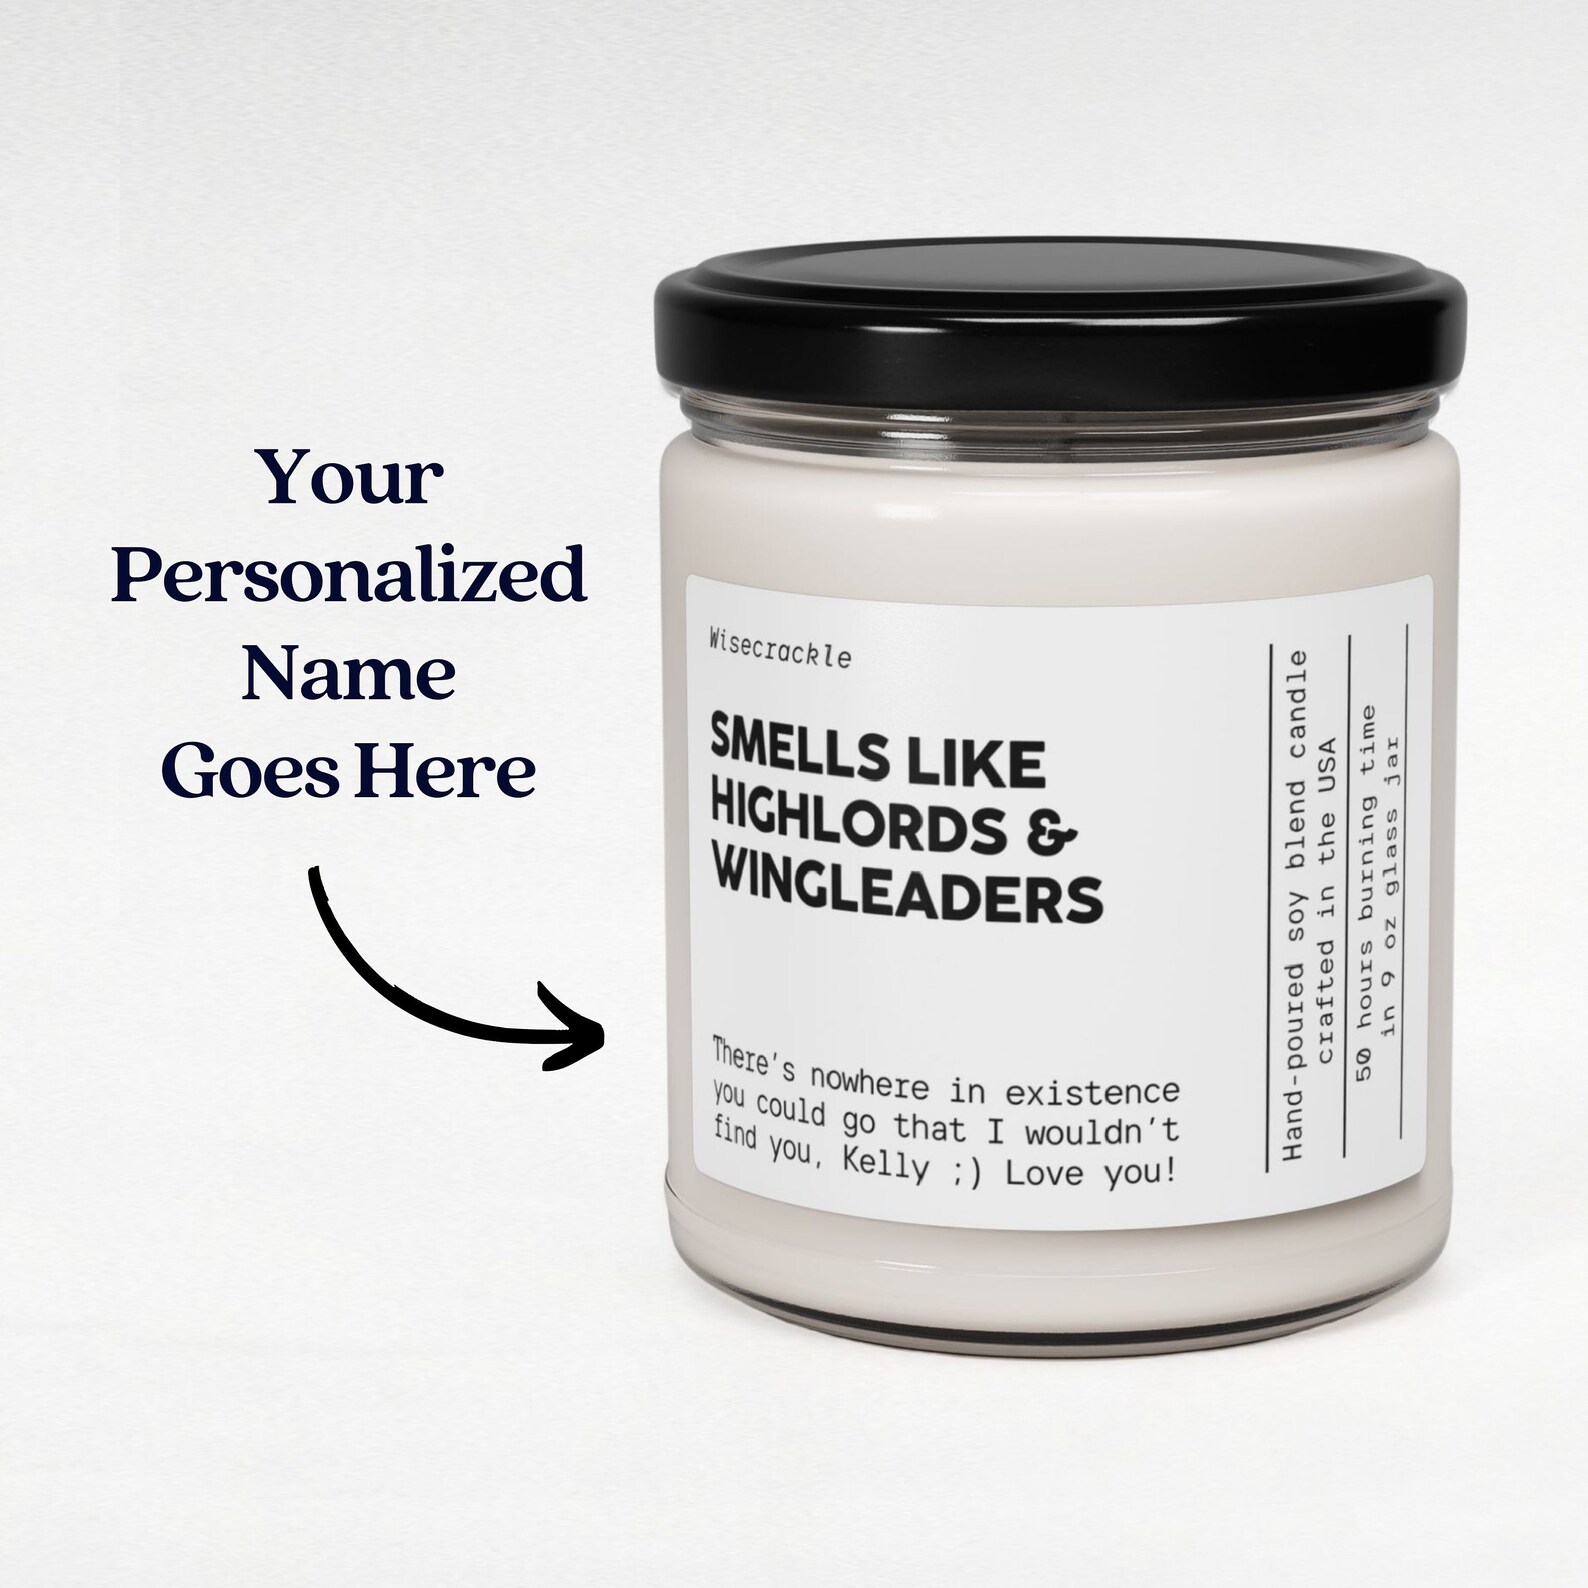 Your
Personalized
Name
Goes Here
Wisecrackle
SMELLS LIKE
HIGHLORDS &
WINGLEADERS
There's nowhere in existence
you could go that I wouldn't
find you, Kelly ;) Love you!
Hand-poured soy blend candle
crafted in the USA
50 hours burning time
in 9 oz glass jar